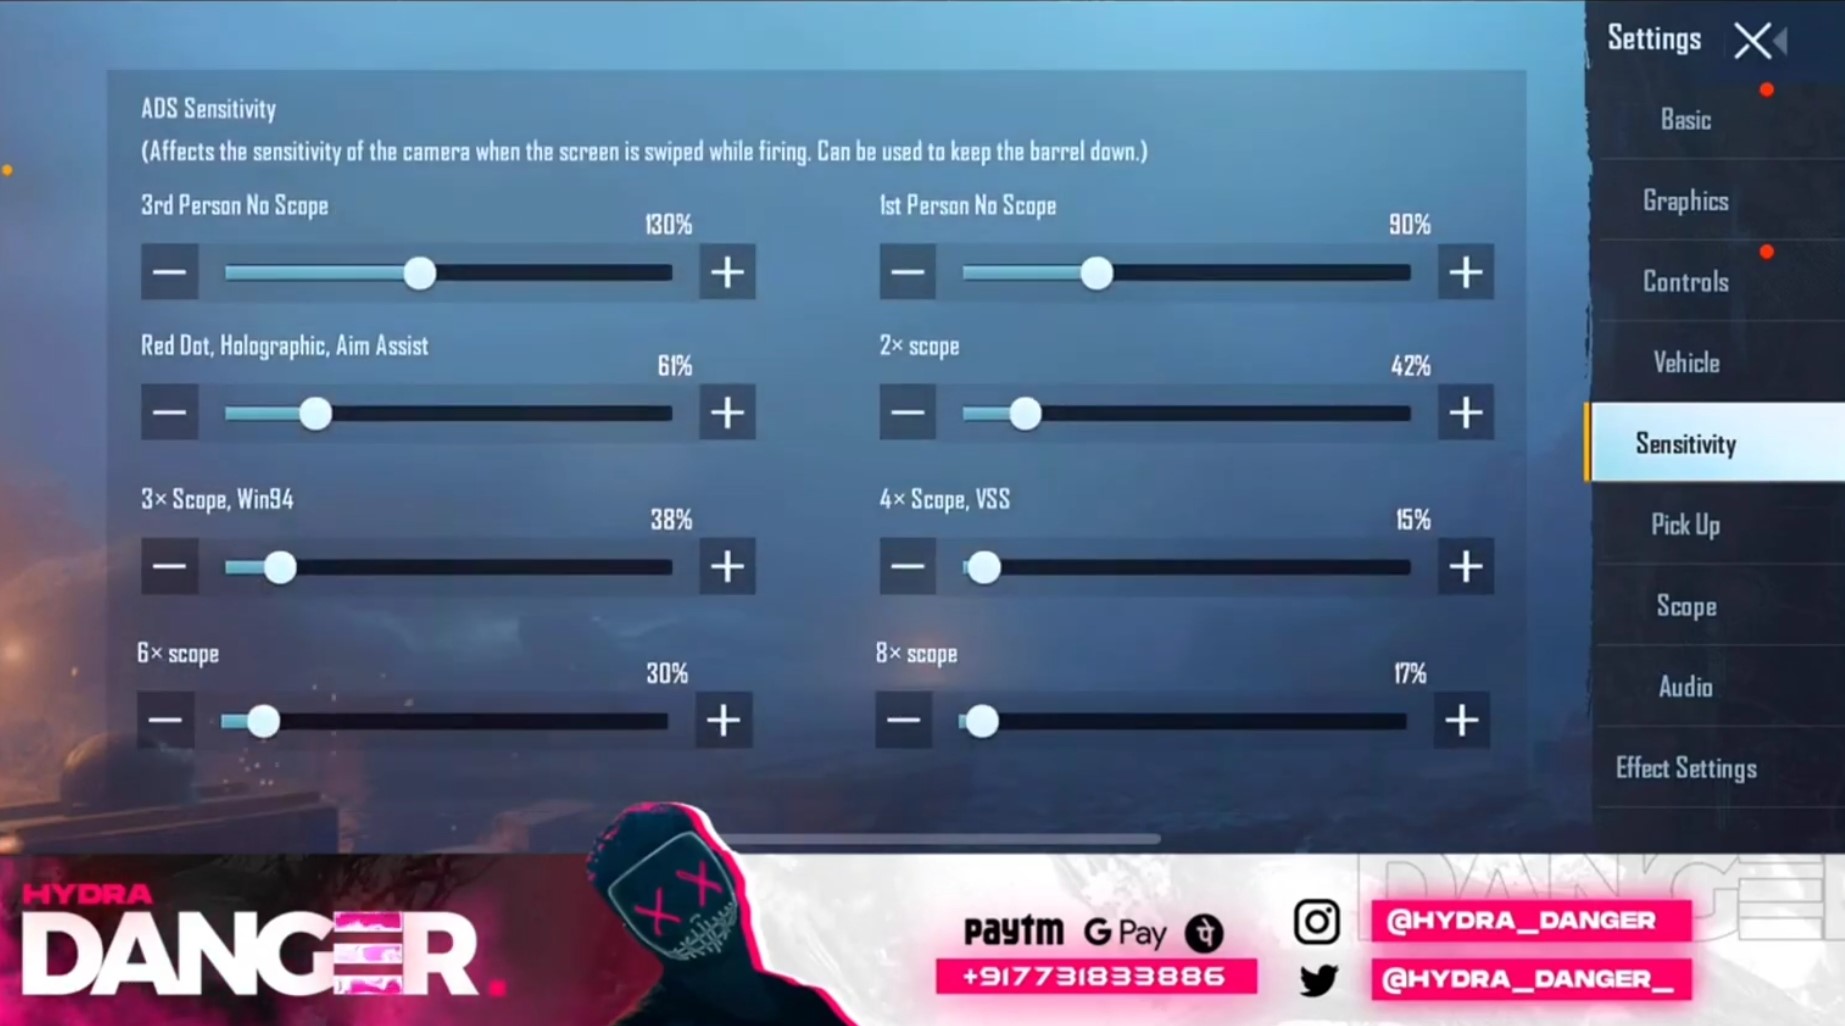 Settings
ADS Sensitivity
(Affects the sensitivity of the camera when the screen is swiped while firing. Can be used to keep the barrel down.)
3rd Person No Scope
130%
1st Person No Scope
90%
Red Dot, Holographic, Aim Assist
61%
2× scope
42%
3× Scope, Win94
38%
4× Scope, VSS
15%
6× scope
30%
8× scope
17%
Basic
Graphics
Controls
Vehicle
Sensitivity
Pick Up
Scope
Audio
Effect Settings
HYDRA
DANGER.
paytm G Pay पे
+917731833886
DANGER
@HYDRA_DANGER
@HYDRA_DANGER_